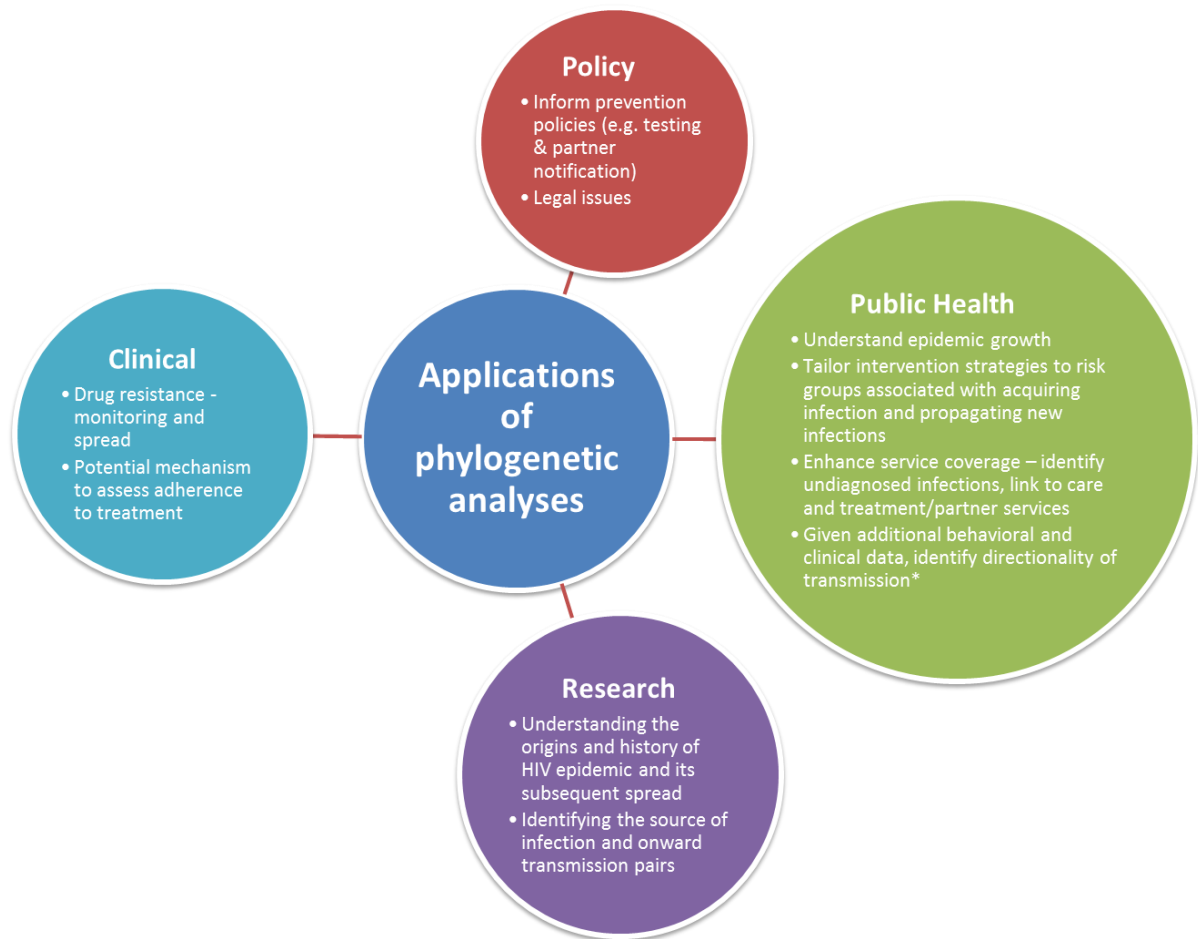 Policy
• Inform prevention
policies (e.g. testing
& partner
notification)
• Legal issues
Public Health
• Understand epidemic growth
• Tailor intervention strategies to risk
groups associated with acquiring
infection and propagating new
infections
• Enhance service coverage – identify
undiagnosed infections, link to care
and treatment/partner services
• Given additional behavioral and
clinical data, identify directionality of
transmission*
Clinical
• Drug resistance -
monitoring and
spread
• Potential mechanism
to assess adherence
to treatment
Applications
of
phylogenetic
analyses
Research
• Understanding the
origins and history of
HIV epidemic and its
subsequent spread
• Identifying the source of
infection and onward
transmission pairs